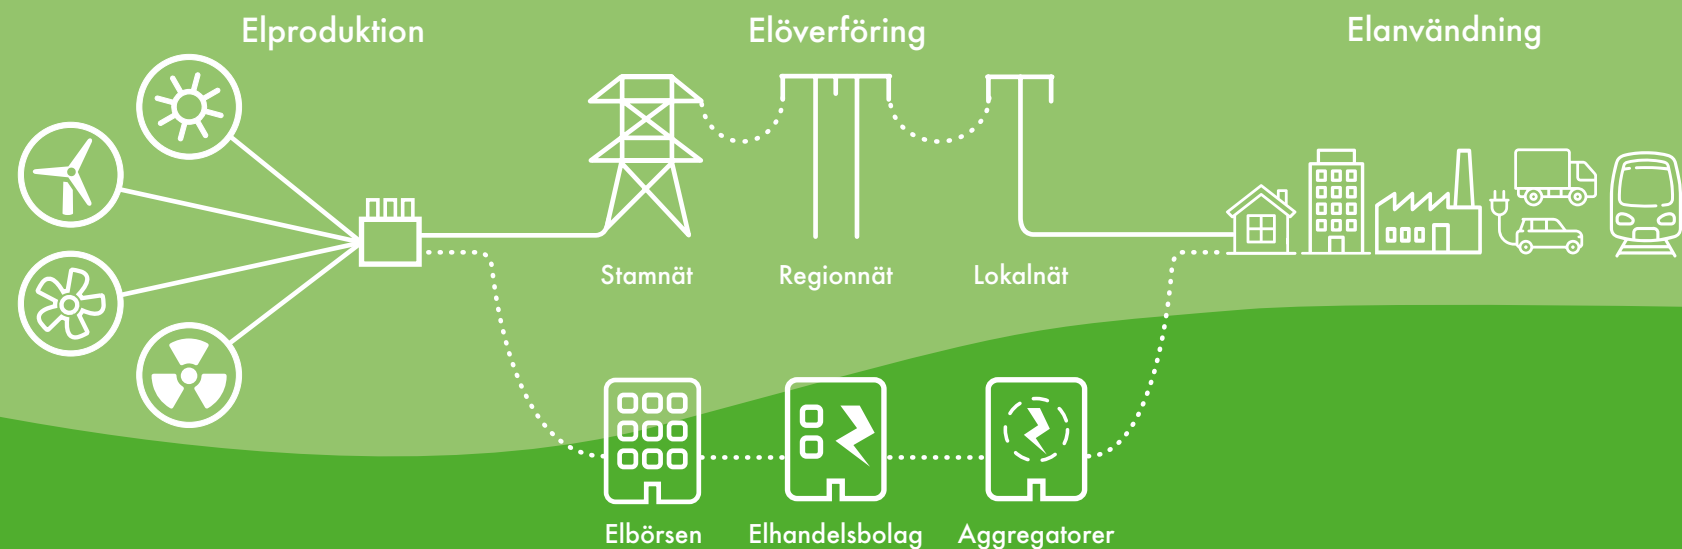 Elproduktion
Elöverföring
Elanvändning
Stamnät
Regionnät
Lokalnät
Elbörsen
Elhandelsbolag
Aggregatorer